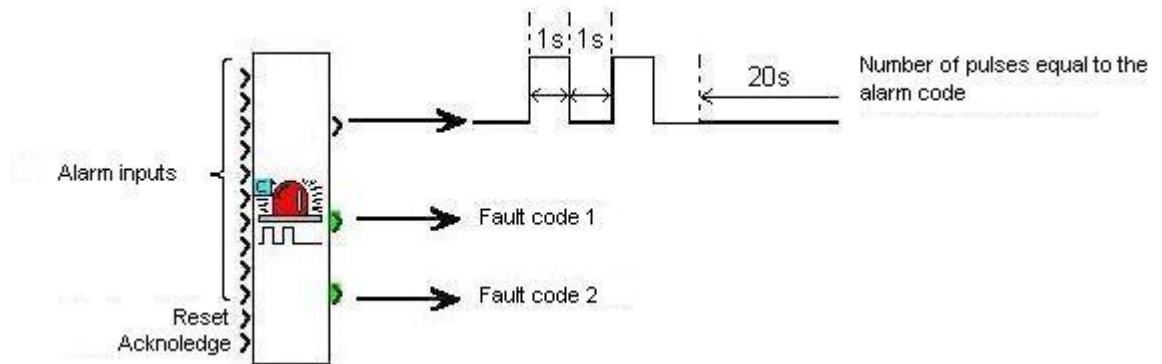 1s 1s
20s
Number of pulses equal to the
alarm code
Alarm inputs
Fault code 1
Fault code 2
Reset
Acknoledge